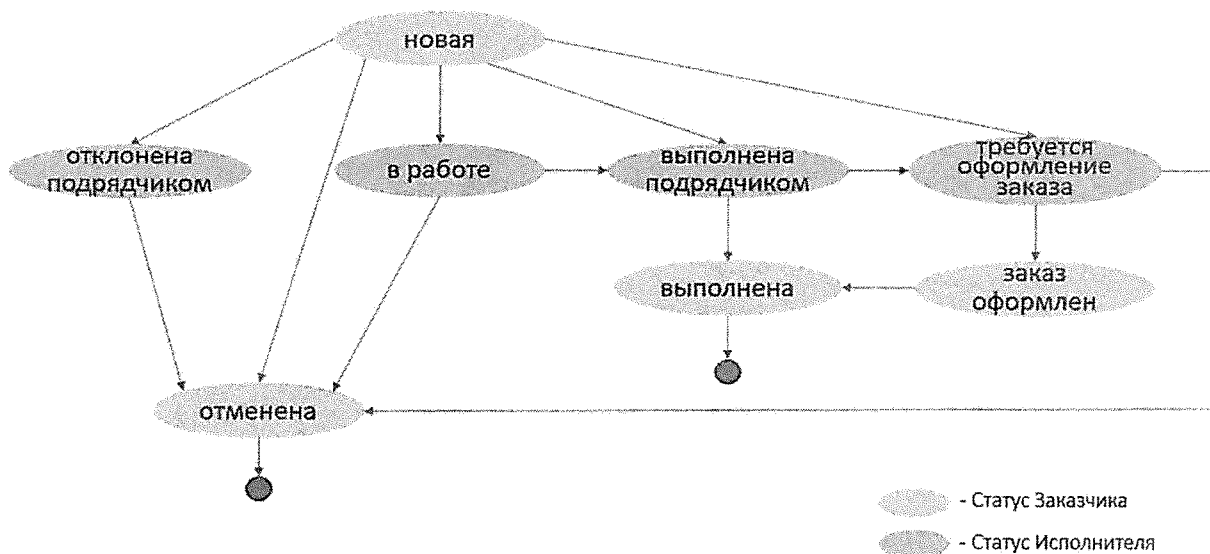 новая
отклонена
подрядчиком
в работе
выполнена
подрядчиком
требуется
оформление
заказа
выполнена
заказ
оформлен
отменена
- Статус Заказчика
- Статус Исполнителя